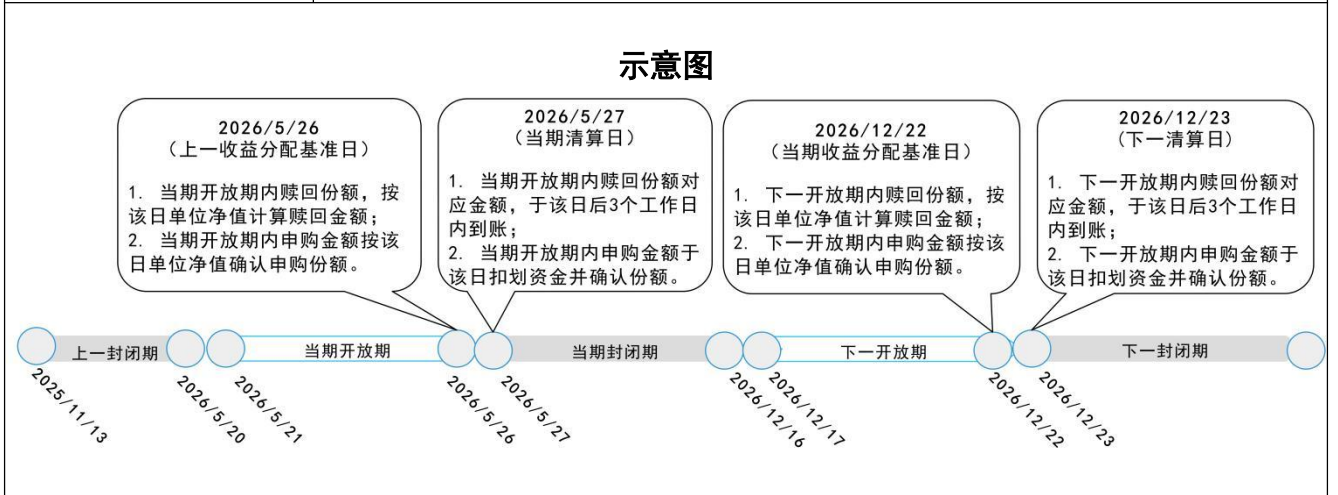 示意图
2026/5/26
（上一收益分配基准日）
1. 当期开放期内赎回份额，按
该日单位净值计算赎回金额；
2. 当期开放期内申购金额按该
日单位净值确认申购份额。
2026/5/27
（当期清算日）
1. 当期开放期内赎回份额对
应金额，于该日后3个工作日
内到账；
2. 当期开放期内申购金额于
该日扣划资金并确认份额。
2026/12/22
（当期收益分配基准日）
1. 下一开放期内赎回份额，按
该日单位净值计算赎回金额；
2. 下一开放期内申购金额按该
日单位净值确认申购份额。
2026/12/23
（下一清算日）
1. 下一开放期内赎回份额对
应金额，于该日后3个工作日
内到账；
2. 下一开放期内申购金额于
该日扣划资金并确认份额。
上一封闭期
当期开放期
当期封闭期
下一开放期
下一封闭期
2025/11/13
2026/5/20
2026/5/21
2026/5/26
2026/5/27
2026/12/16
2026/12/17
2026/12/22
2026/12/23